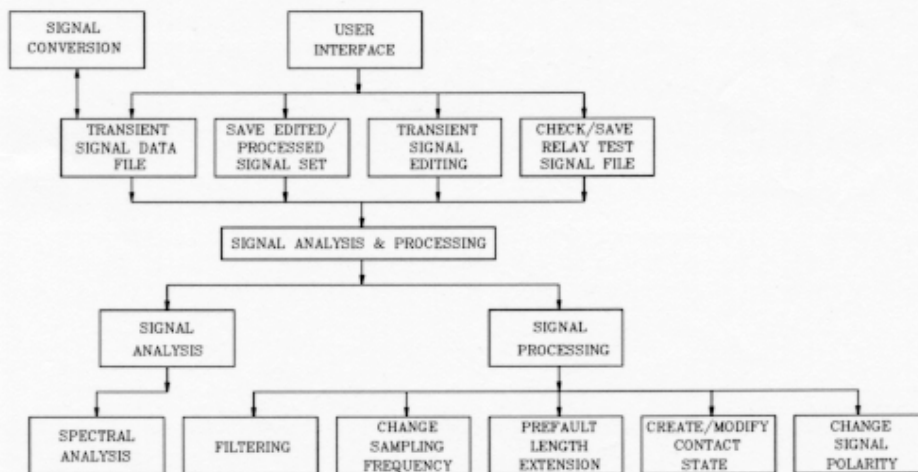 SIGNAL
CONVERSION
USER
INTERFACE
TRANSIENT
SIGNAL DATA
FILE
SAVE EDITED/
PROCESSED
SIGNAL SET
TRANSIENT
SIGNAL
EDITING
CHECK/SAVE
RELAY TEST
SIGNAL FILE
SIGNAL ANALYSIS & PROCESSING
SIGNAL
ANALYSIS
SIGNAL
PROCESSING
SPECTRAL
ANALYSIS
FILTERING
CHANGE
SAMPLING
FREQUENCY
PREFAULT
LENGTH
EXTENSION
CREATE/MODIFY
CONTACT
STATE
CHANGE
SIGNAL
POLARITY